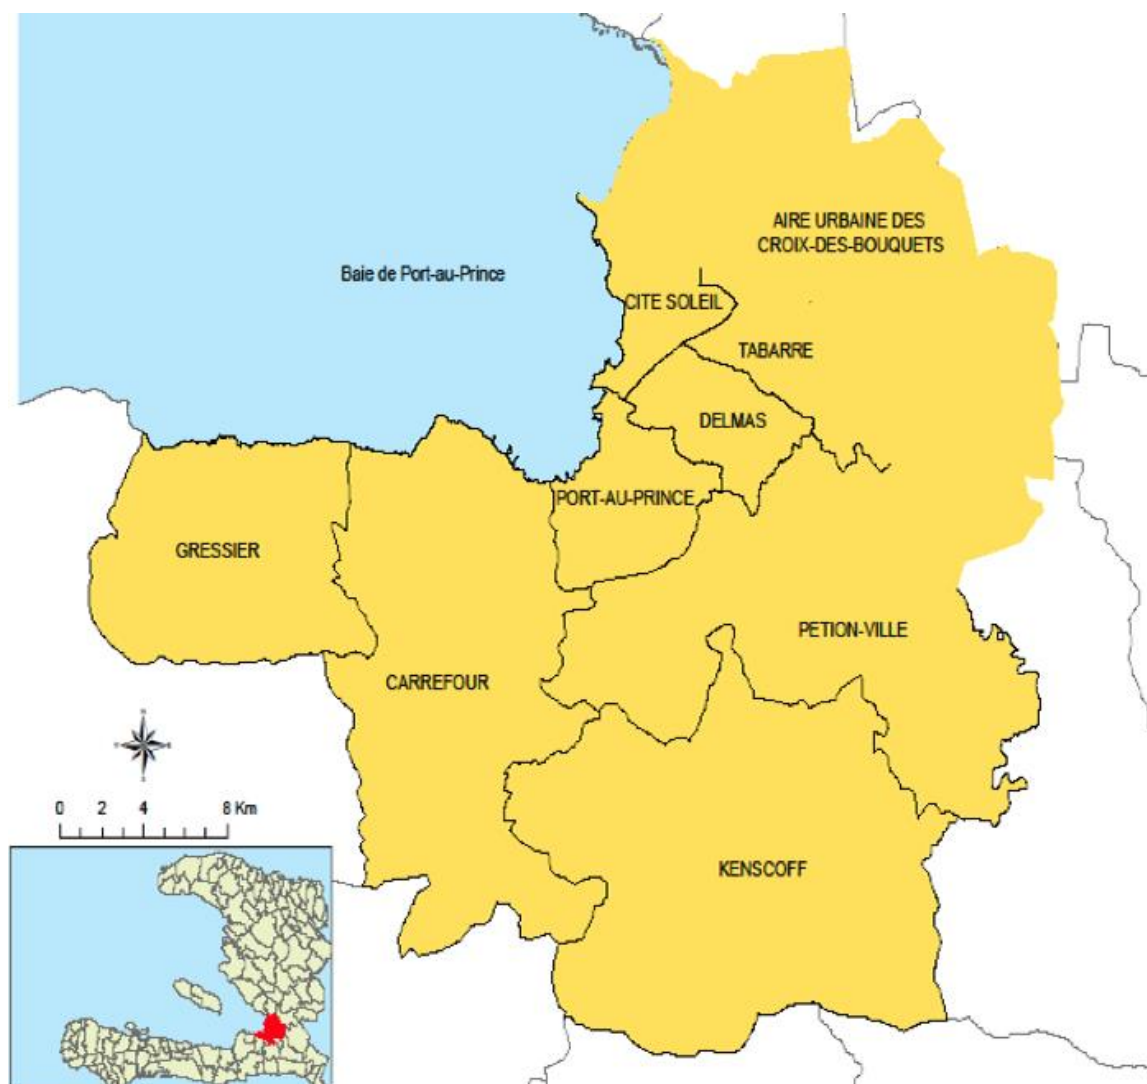 AIRE URBAINE DES
CROIX-DES-BOUQUETS
Baie de Port-au-Prince
CITE SOLEIL
TABARRE
DELMAS
PORT-AU-PRINCE
GRESSIER
PETION-VILLE
CARREFOUR
0 2 4 8 Km
KENSCOFF